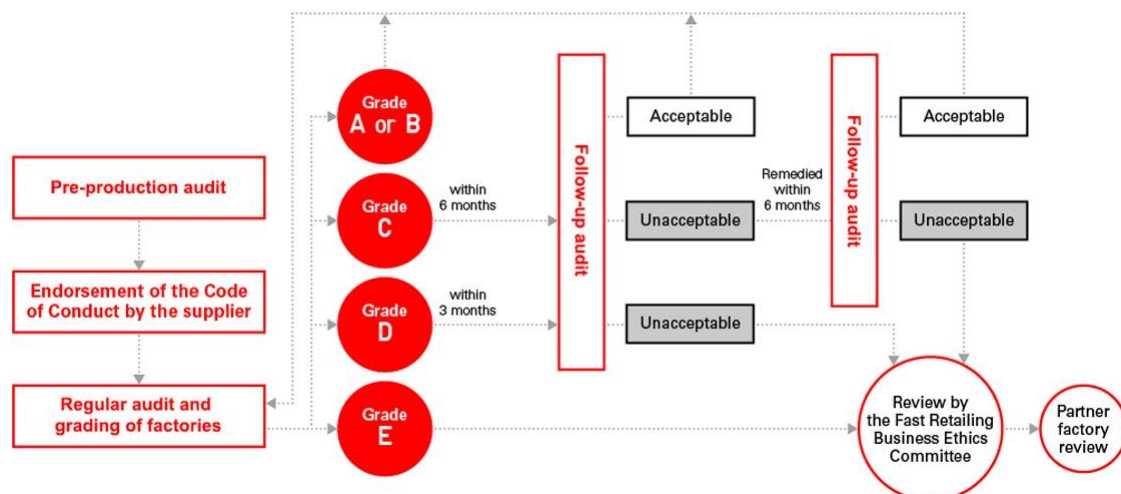 Pre-production audit
Endorsement of the Code
of Conduct by the supplier
Regular audit and
grading of factories
Grade
A or B
Grade
C
Grade
D
Grade
E
within
6 months
within
3 months
Follow-up audit
Acceptable
Unacceptable
Unacceptable
Remedied
within
6 months
Follow-up audit
Acceptable
Unacceptable
Review by
the Fast Retailing
Business Ethics
Committee
Partner
factory
review